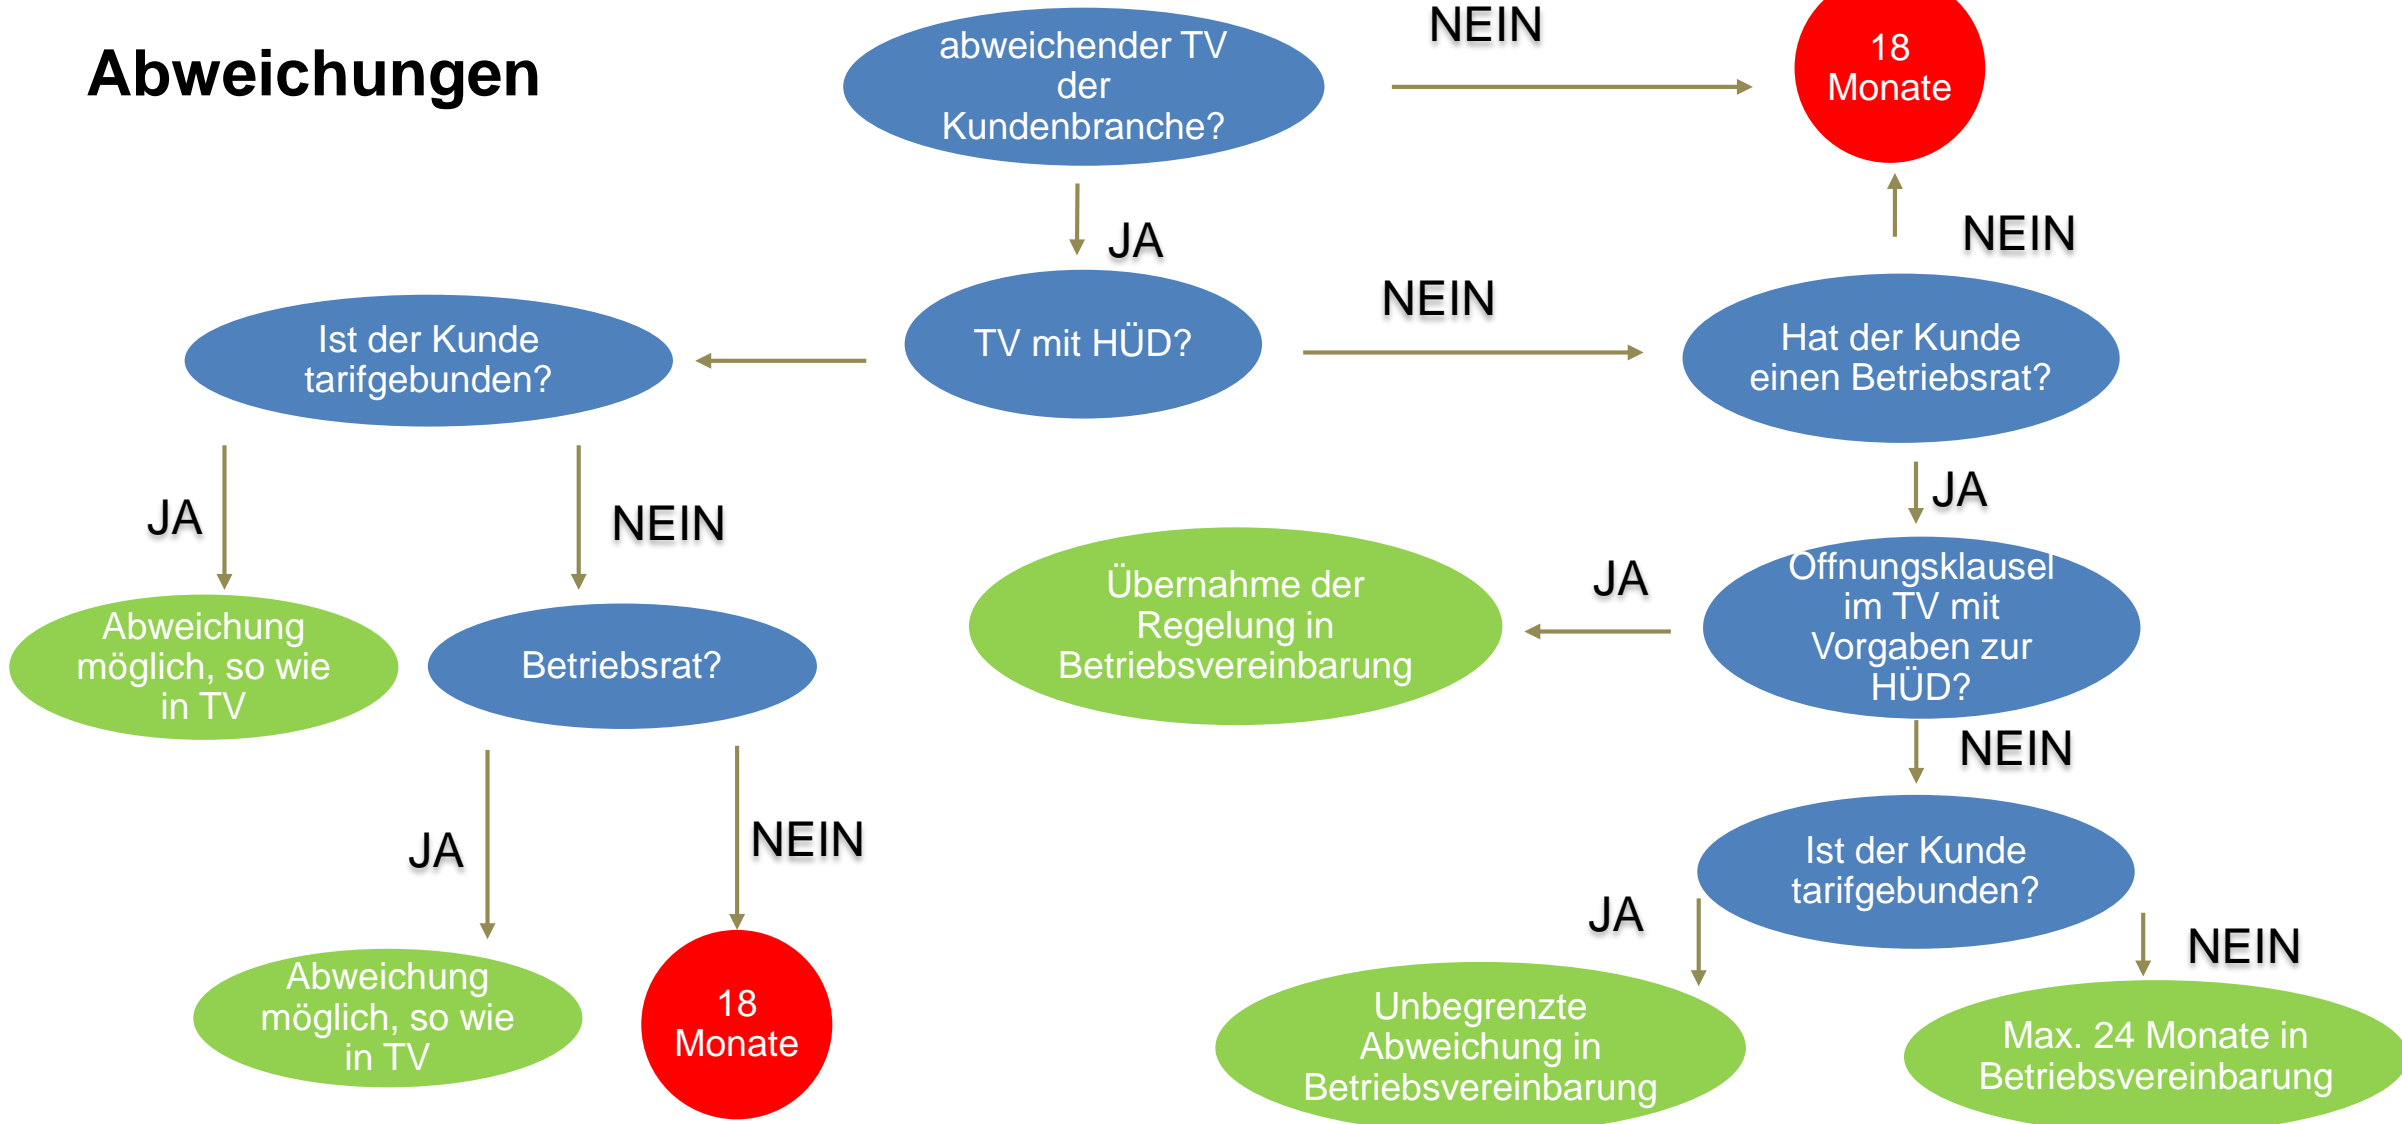 Abweichungen
abweichender TV
der
Kundenbranche?
NEIN
18
Monate
JA
NEIN
Ist der Kunde
tarifgebunden?
TV mit HÜD?
NEIN
Hat der Kunde
einen Betriebsrat?
JA
NEIN
JA
Abweichung
möglich, so wie
in TV
Betriebsrat?
Übernahme der
Regelung in
Betriebsvereinbarung
JA
Öffnungsklausel
im TV mit
Vorgaben zur
HÜD?
NEIN
JA
NEIN
Ist der Kunde
tarifgebunden?
JA
NEIN
Abweichung
möglich, so wie
in TV
18
Monate
Unbegrenzte
Abweichung in
Betriebsvereinbarung
Max. 24 Monate in
Betriebsvereinbarung